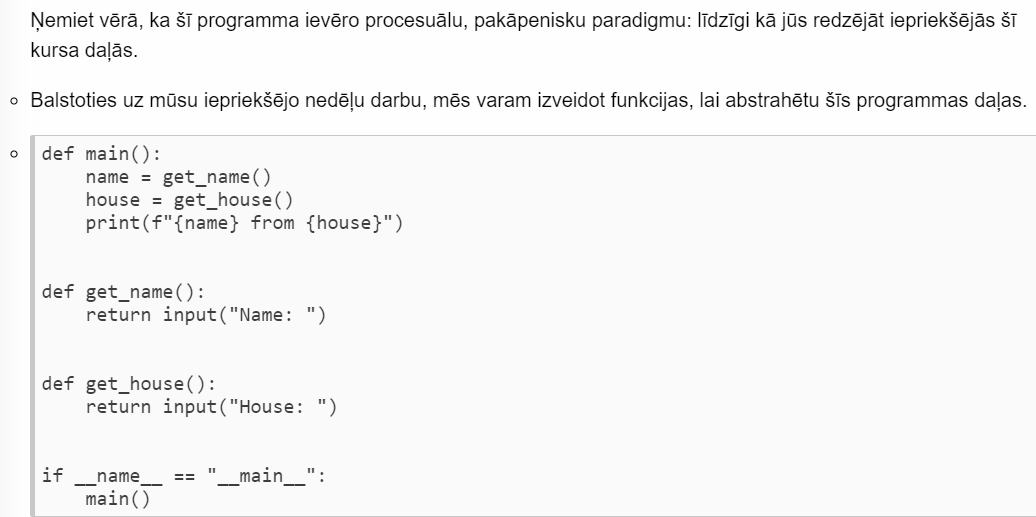 Ņemiet vērā, ka šī programma ievēro procesuālu, pakāpenisku paradigmu: līdzīgi kā jūs redzējāt iepriekšējās šī
kursa daļās.
Balstoties uz mūsu iepriekšējo nedēļu darbu, mēs varam izveidot funkcijas, lai abstrahētu šīs programmas daļas.
def main():
    name = get_name()
    house = get_house()
    print(f"{name} from {house}")
def get_name():
    return input("Name: ")
def get_house():
    return input("House: ")
if __name__ == "__main__":
    main()